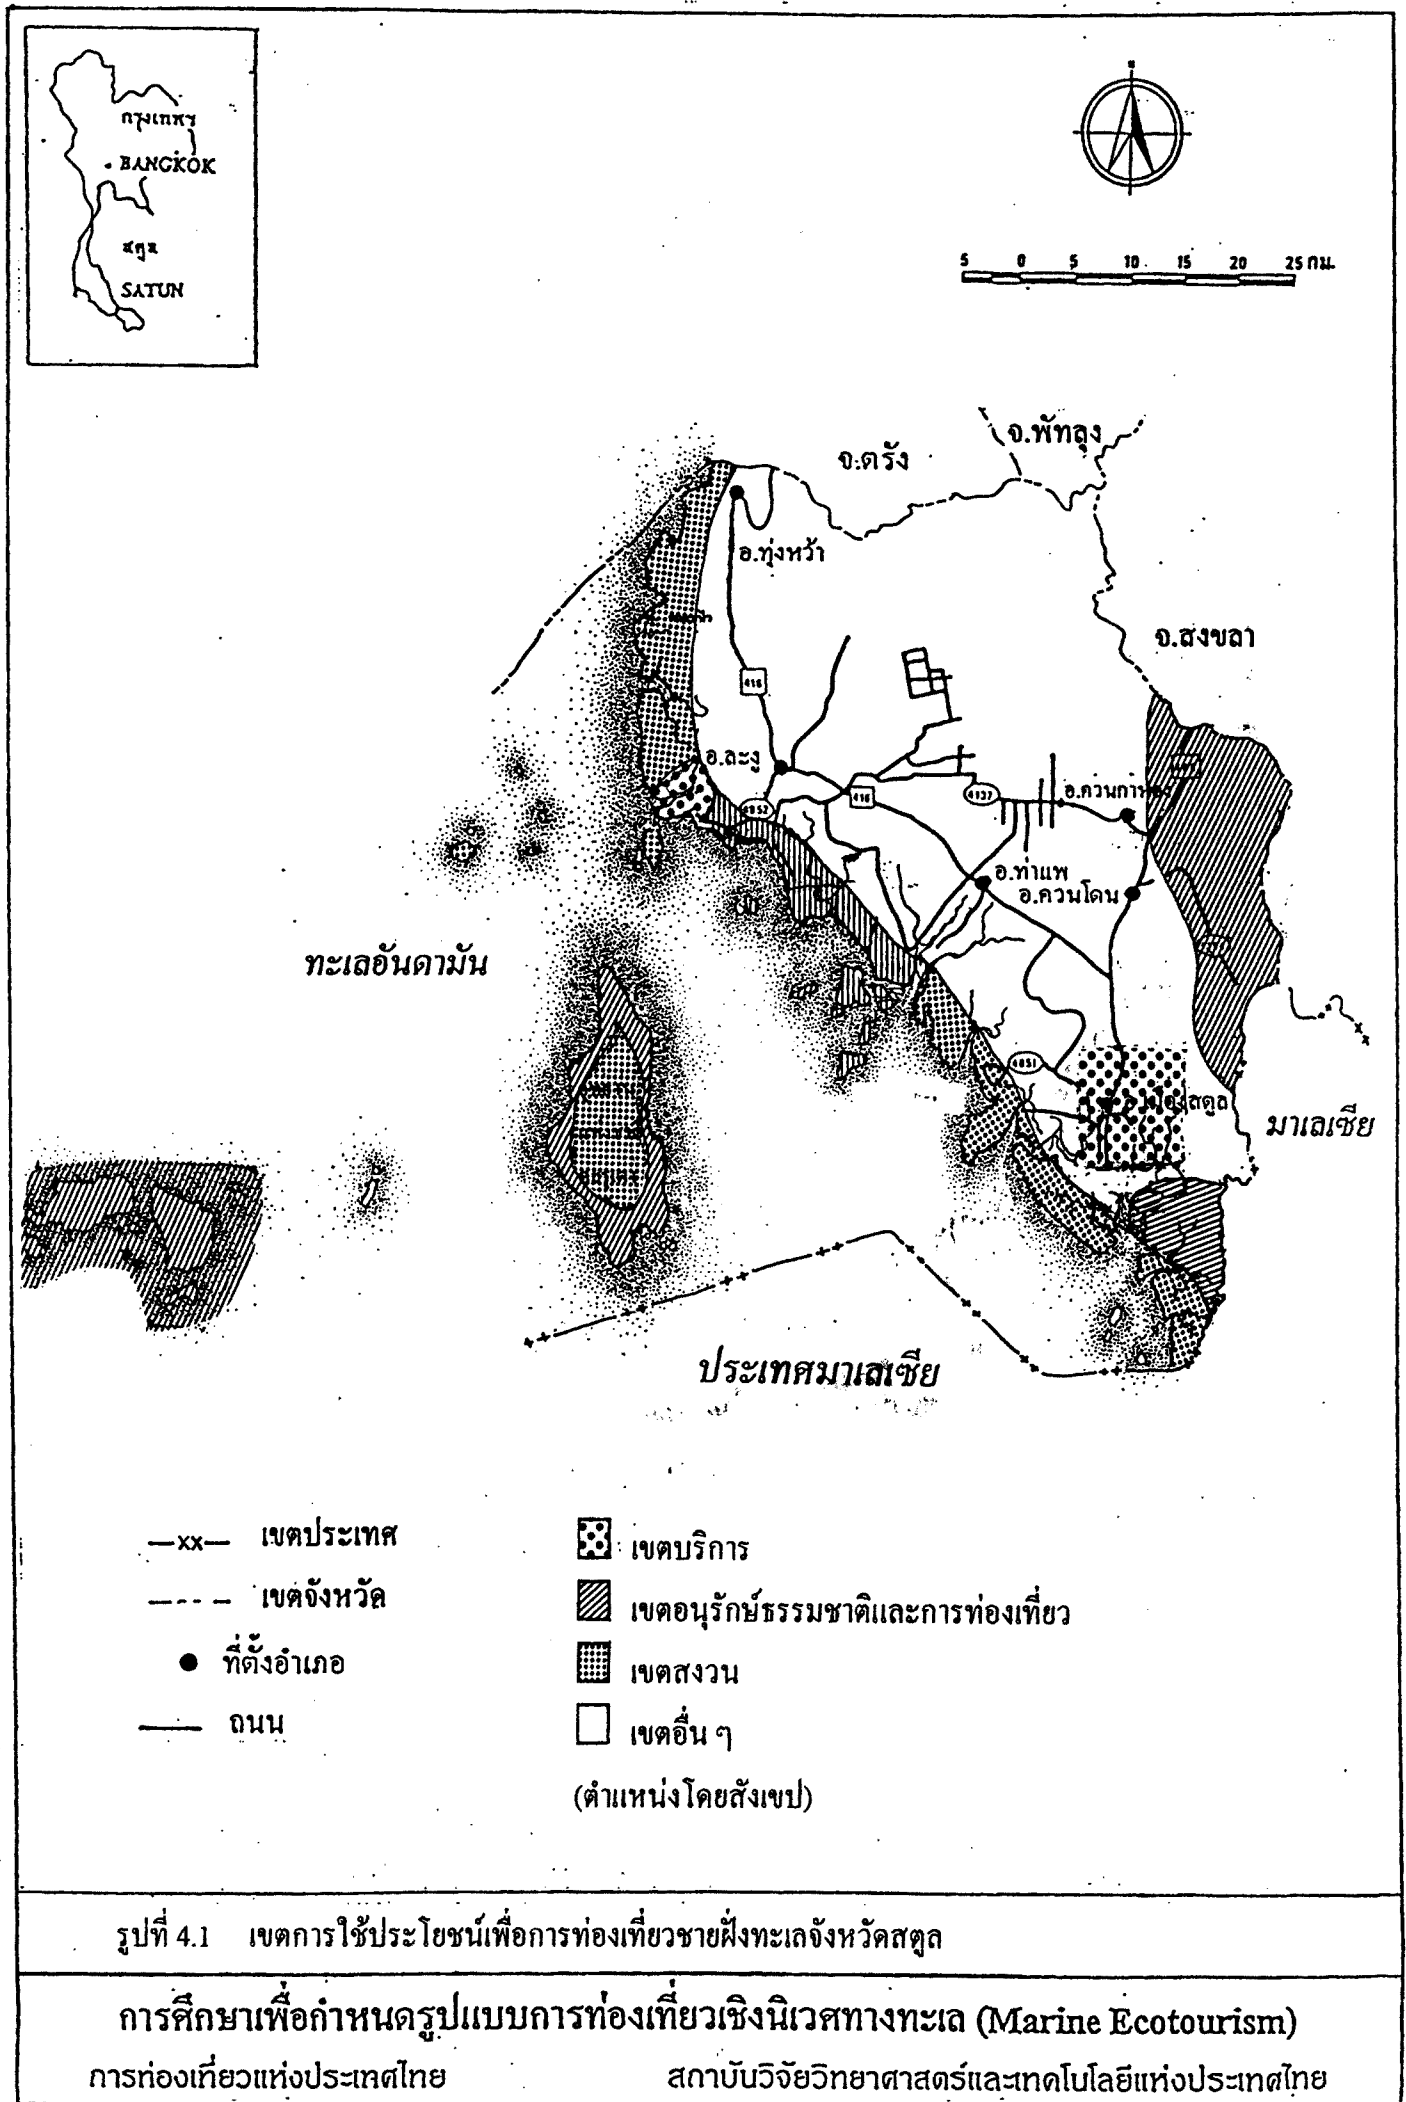 กรุงเทพฯ
BANGKOK
สตูล
SATUN
5 0 5 10 15 20 25 กม.
จ.พัทลุง
จ.ตรัง
อ.ทุ่งหว้า
จ.สงขลา
416
อ.ละงู
4052
416
4137
อ.ควนกาหลง
อ.ท่าแพ
อ.ควนโดน
ทะเลอันดามัน
4051
สตูล
มาเลเซีย
ประเทศมาเลเซีย
—xx— เขตประเทศ
เขตจังหวัด
ที่ตั้งอำเภอ
ถนน
เขตบริการ
เขตอนุรักษ์ธรรมชาติและการท่องเที่ยว
เขตสงวน
เขตอื่น ๆ
(ตำแหน่งโดยสังเขป)
รูปที่ 4.1 เขตการใช้ประโยชน์เพื่อการท่องเที่ยวชายฝั่งทะเลจังหวัดสตูล
การศึกษาเพื่อกำหนดรูปแบบการท่องเที่ยวเชิงนิเวศทางทะเล (Marine Ecotourism)
การท่องเที่ยวแห่งประเทศไทย สถาบันวิจัยวิทยาศาสตร์และเทคโนโลยีแห่งประเทศไทย